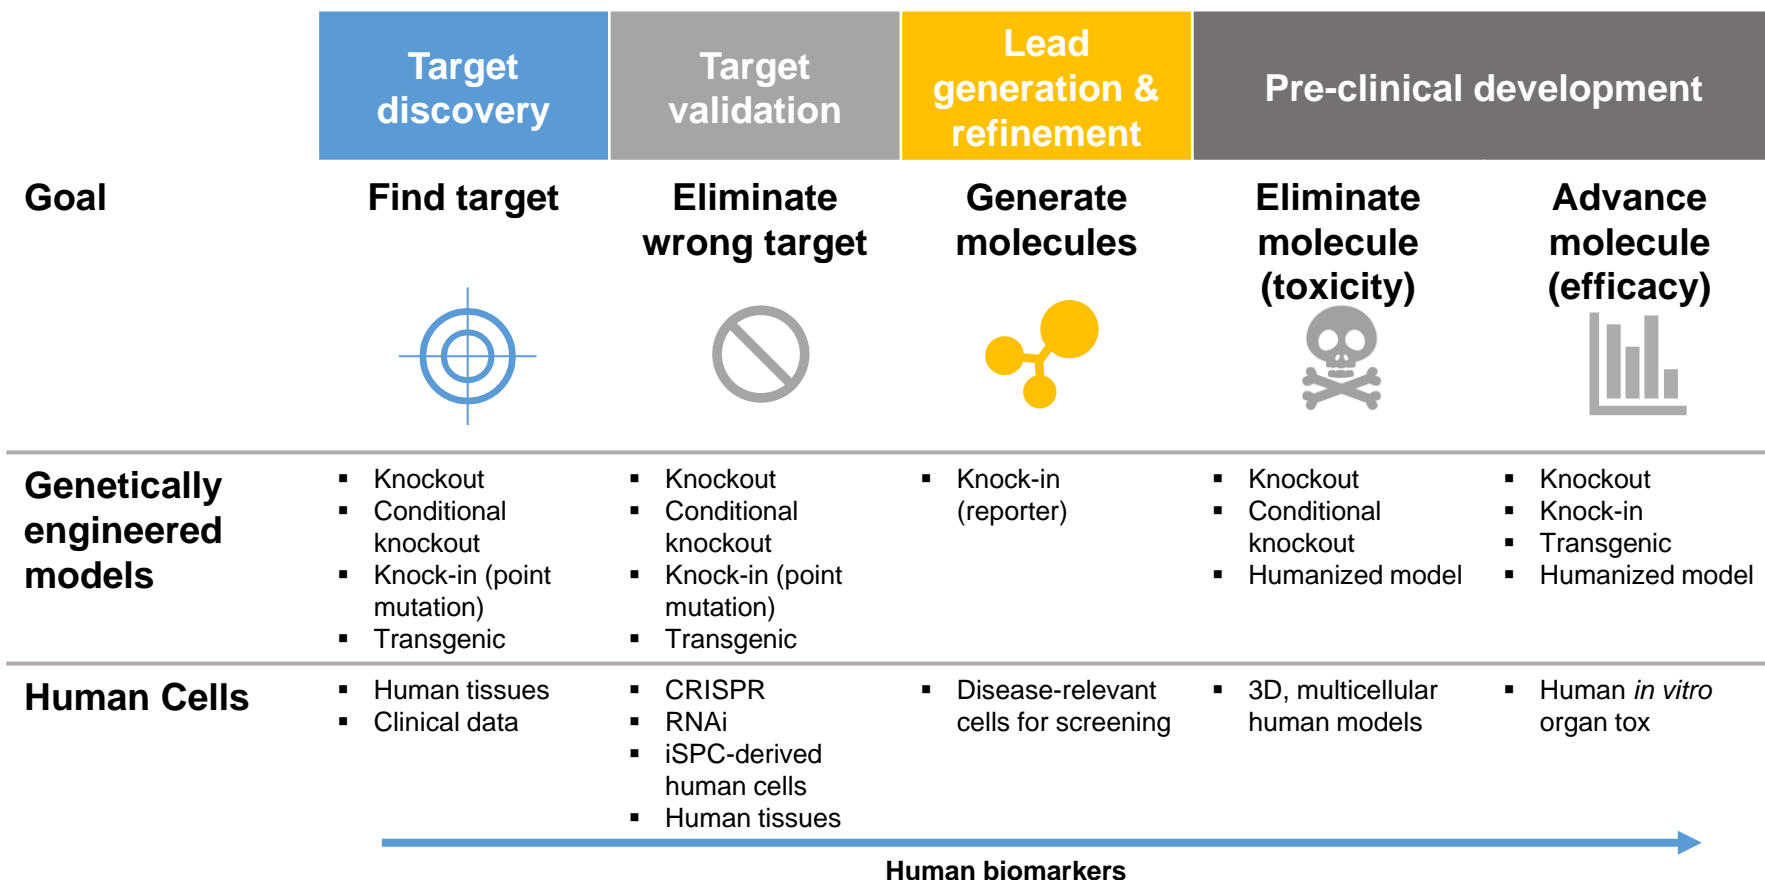 Target
discovery
Target
validation
Lead
generation &
refinement
Pre-clinical development
Goal
Find target
Eliminate
wrong target
Generate
molecules
Eliminate
molecule
(toxicity)
Advance
molecule
(efficacy)
Genetically
engineered
models
▪ Knockout
▪ Conditional
knockout
▪ Knock-in (point
mutation)
▪ Transgenic
▪ Knockout
▪ Conditional
knockout
▪ Knock-in (point
mutation)
▪ Transgenic
▪ Knock-in
(reporter)
▪ Knockout
▪ Conditional
knockout
▪ Humanized model
▪ Knockout
▪ Knock-in
▪ Transgenic
▪ Humanized model
Human Cells
▪ Human tissues
▪ Clinical data
▪ CRISPR
▪ RNAi
▪ iSPC-derived
human cells
▪ Human tissues
▪ Disease-relevant
cells for screening
▪ 3D, multicellular
human models
▪ Human in vitro
organ tox
Human biomarkers